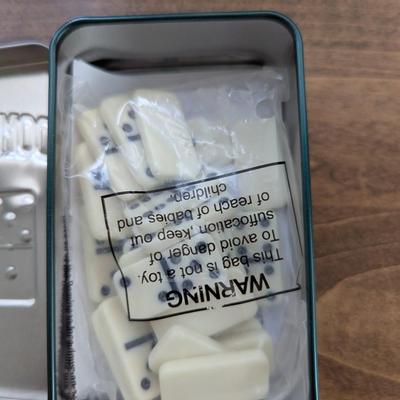 WARNING
This bag is not a toy.
To avoid danger of
suffocation ,keep out
of reach of babies and
children.